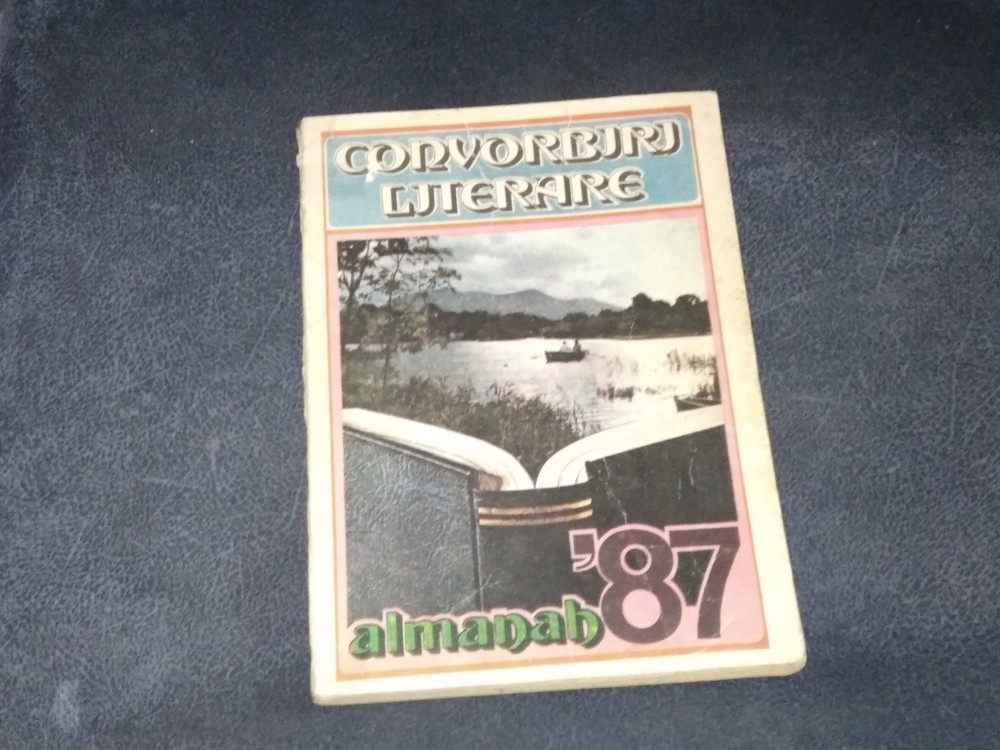 CONVORBIRI
LITERARE
'87
almanah